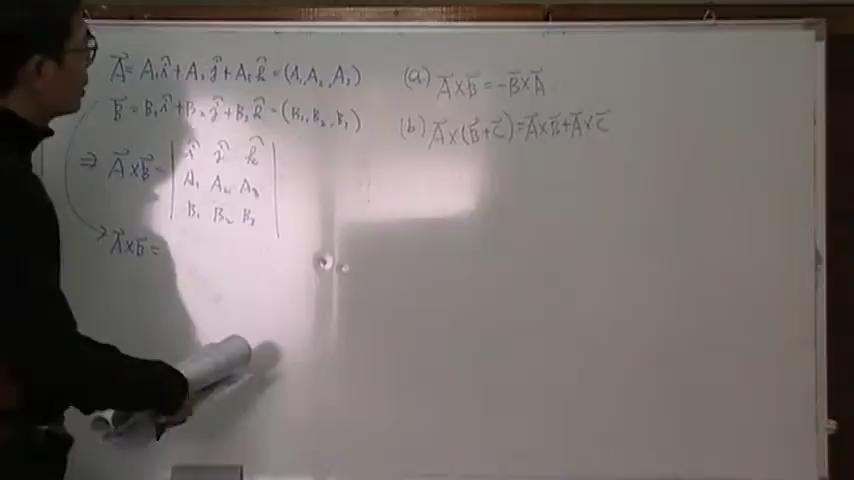 A⃗ = A₁î + A₂ĵ + A₃k̂ = (A₁, A₂, A₃)
B⃗ = B₁î + B₂ĵ + B₃k̂ = (B₁, B₂, B₃)
⇒ A⃗×B⃗ = | î ĵ k̂ |
| A₁ A₂ A₃ |
| B₁ B₂ B₃ |
A⃗×B⃗ =
(a) A⃗×B⃗ = -B⃗×A⃗
(b) A⃗×(B⃗+C⃗) = A⃗×B⃗ + A⃗×C⃗